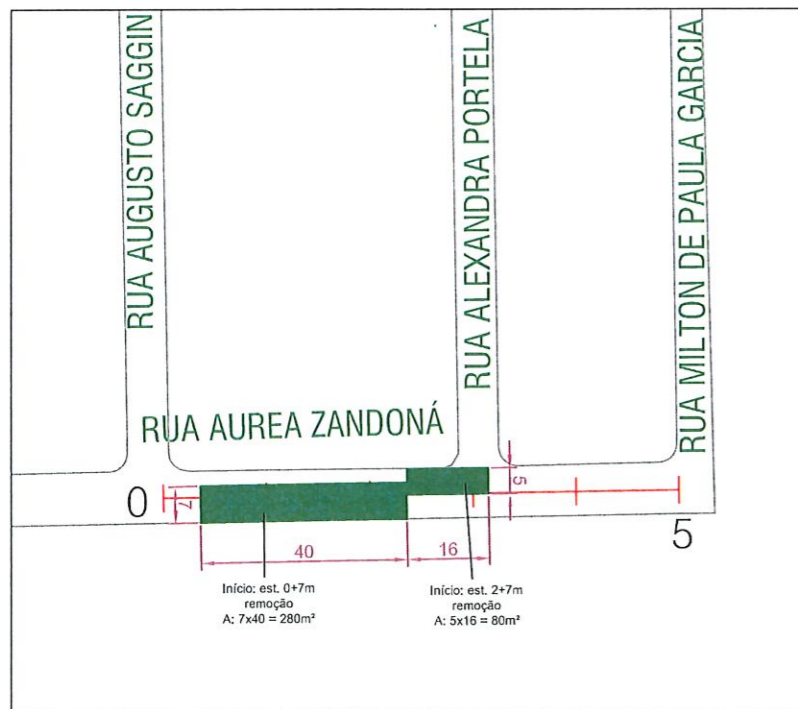 RUA AUGUSTO SAGGIN
RUA ALEXANDRA PORTELA
RUA MILTON DE PAULA GARCIA
RUA AUREA ZANDONÁ
0
7
5
5
40
16
Início: est. 0+7m
remoção
A: 7x40 = 280m²
Início: est. 2+7m
remoção
A: 5x16 = 80m²